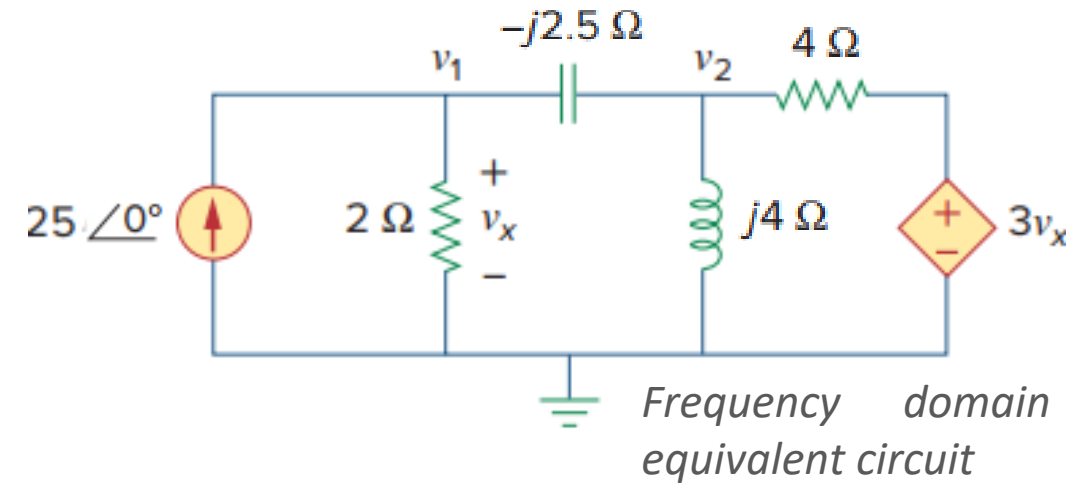 –j2.5 Ω
4 Ω
v1
v2
+
25 ∠0°
2 Ω
vx
j4 Ω
+
3vx
–
–
Frequency domain
equivalent circuit